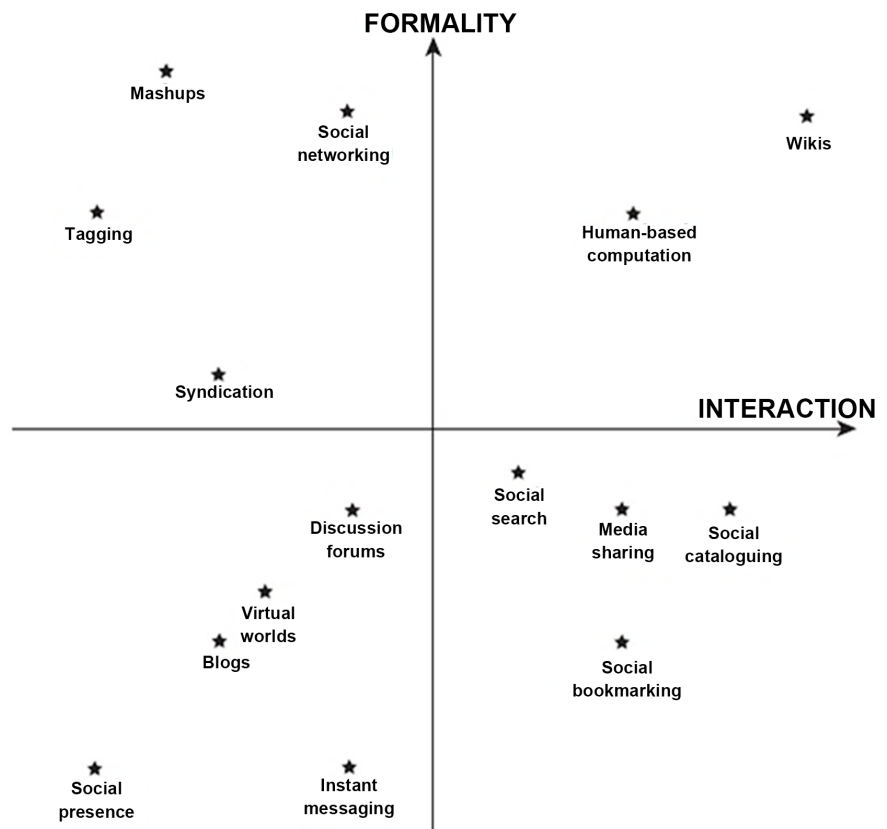 FORMALITY
Mashups
Social
networking
Wikis
Tagging
Human-based
computation
Syndication
INTERACTION
Social
search
Media
sharing
Social
cataloguing
Discussion
forums
Virtual
worlds
Blogs
Social
bookmarking
Social
presence
Instant
messaging